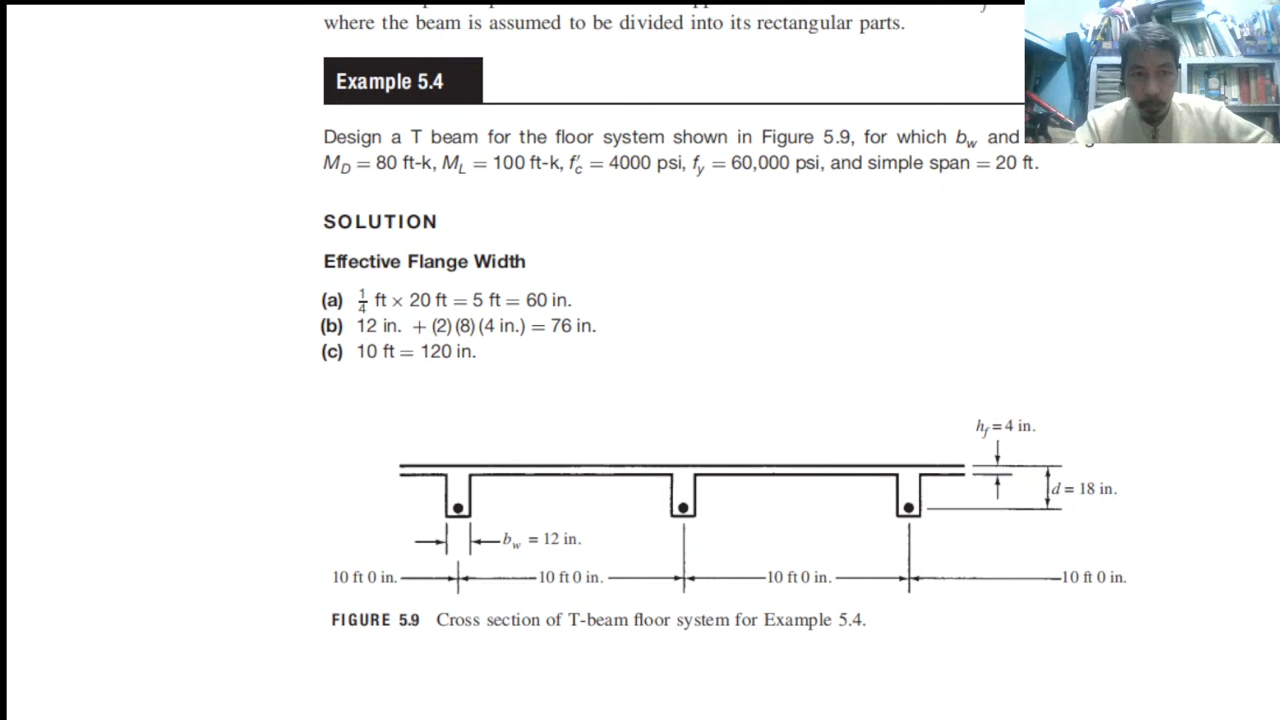 where the beam is assumed to be divided into its rectangular parts.
Example 5.4
Design a T beam for the floor system shown in Figure 5.9, for which b_w and
M_D = 80 ft-k, M_L = 100 ft-k, f′_c = 4000 psi, f_y = 60,000 psi, and simple span = 20 ft.
SOLUTION
Effective Flange Width
(a) 1/4 ft × 20 ft = 5 ft = 60 in.
(b) 12 in. + (2)(8)(4 in.) = 76 in.
(c) 10 ft = 120 in.
h_f = 4 in.
d = 18 in.
b_w = 12 in.
10 ft 0 in. 10 ft 0 in. 10 ft 0 in. 10 ft 0 in.
FIGURE 5.9 Cross section of T-beam floor system for Example 5.4.